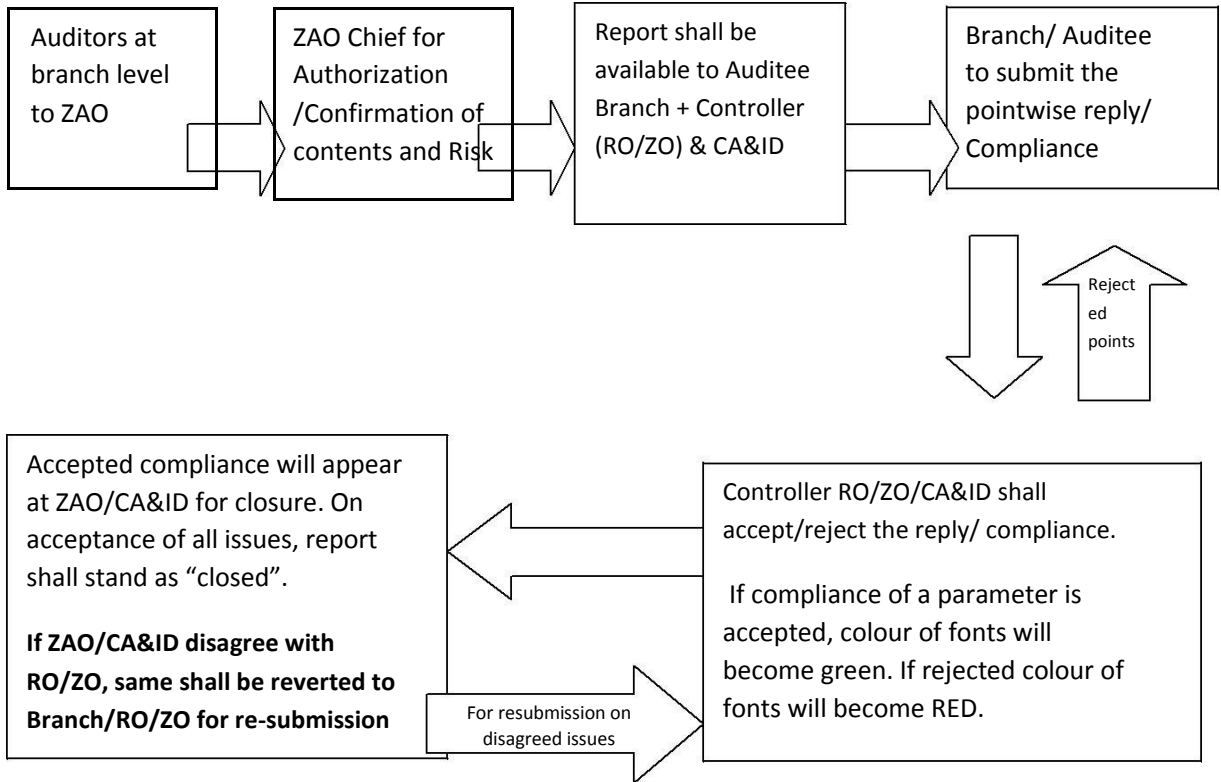 Auditors at
branch level
to ZAO
ZAO Chief for
Authorization
/Confirmation of
contents and Risk
Report shall be
available to Auditee
Branch + Controller
(RO/ZO) & CA&ID
Branch/ Auditee
to submit the
pointwise reply/
Compliance
Reject
ed
points
Controller RO/ZO/CA&ID shall
accept/reject the reply/ compliance.
If compliance of a parameter is
accepted, colour of fonts will
become green. If rejected colour of
fonts will become RED.
Accepted compliance will appear
at ZAO/CA&ID for closure. On
acceptance of all issues, report
shall stand as “closed”.
If ZAO/CA&ID disagree with
RO/ZO, same shall be reverted to
Branch/RO/ZO for re-submission
For resubmission on
disagreed issues